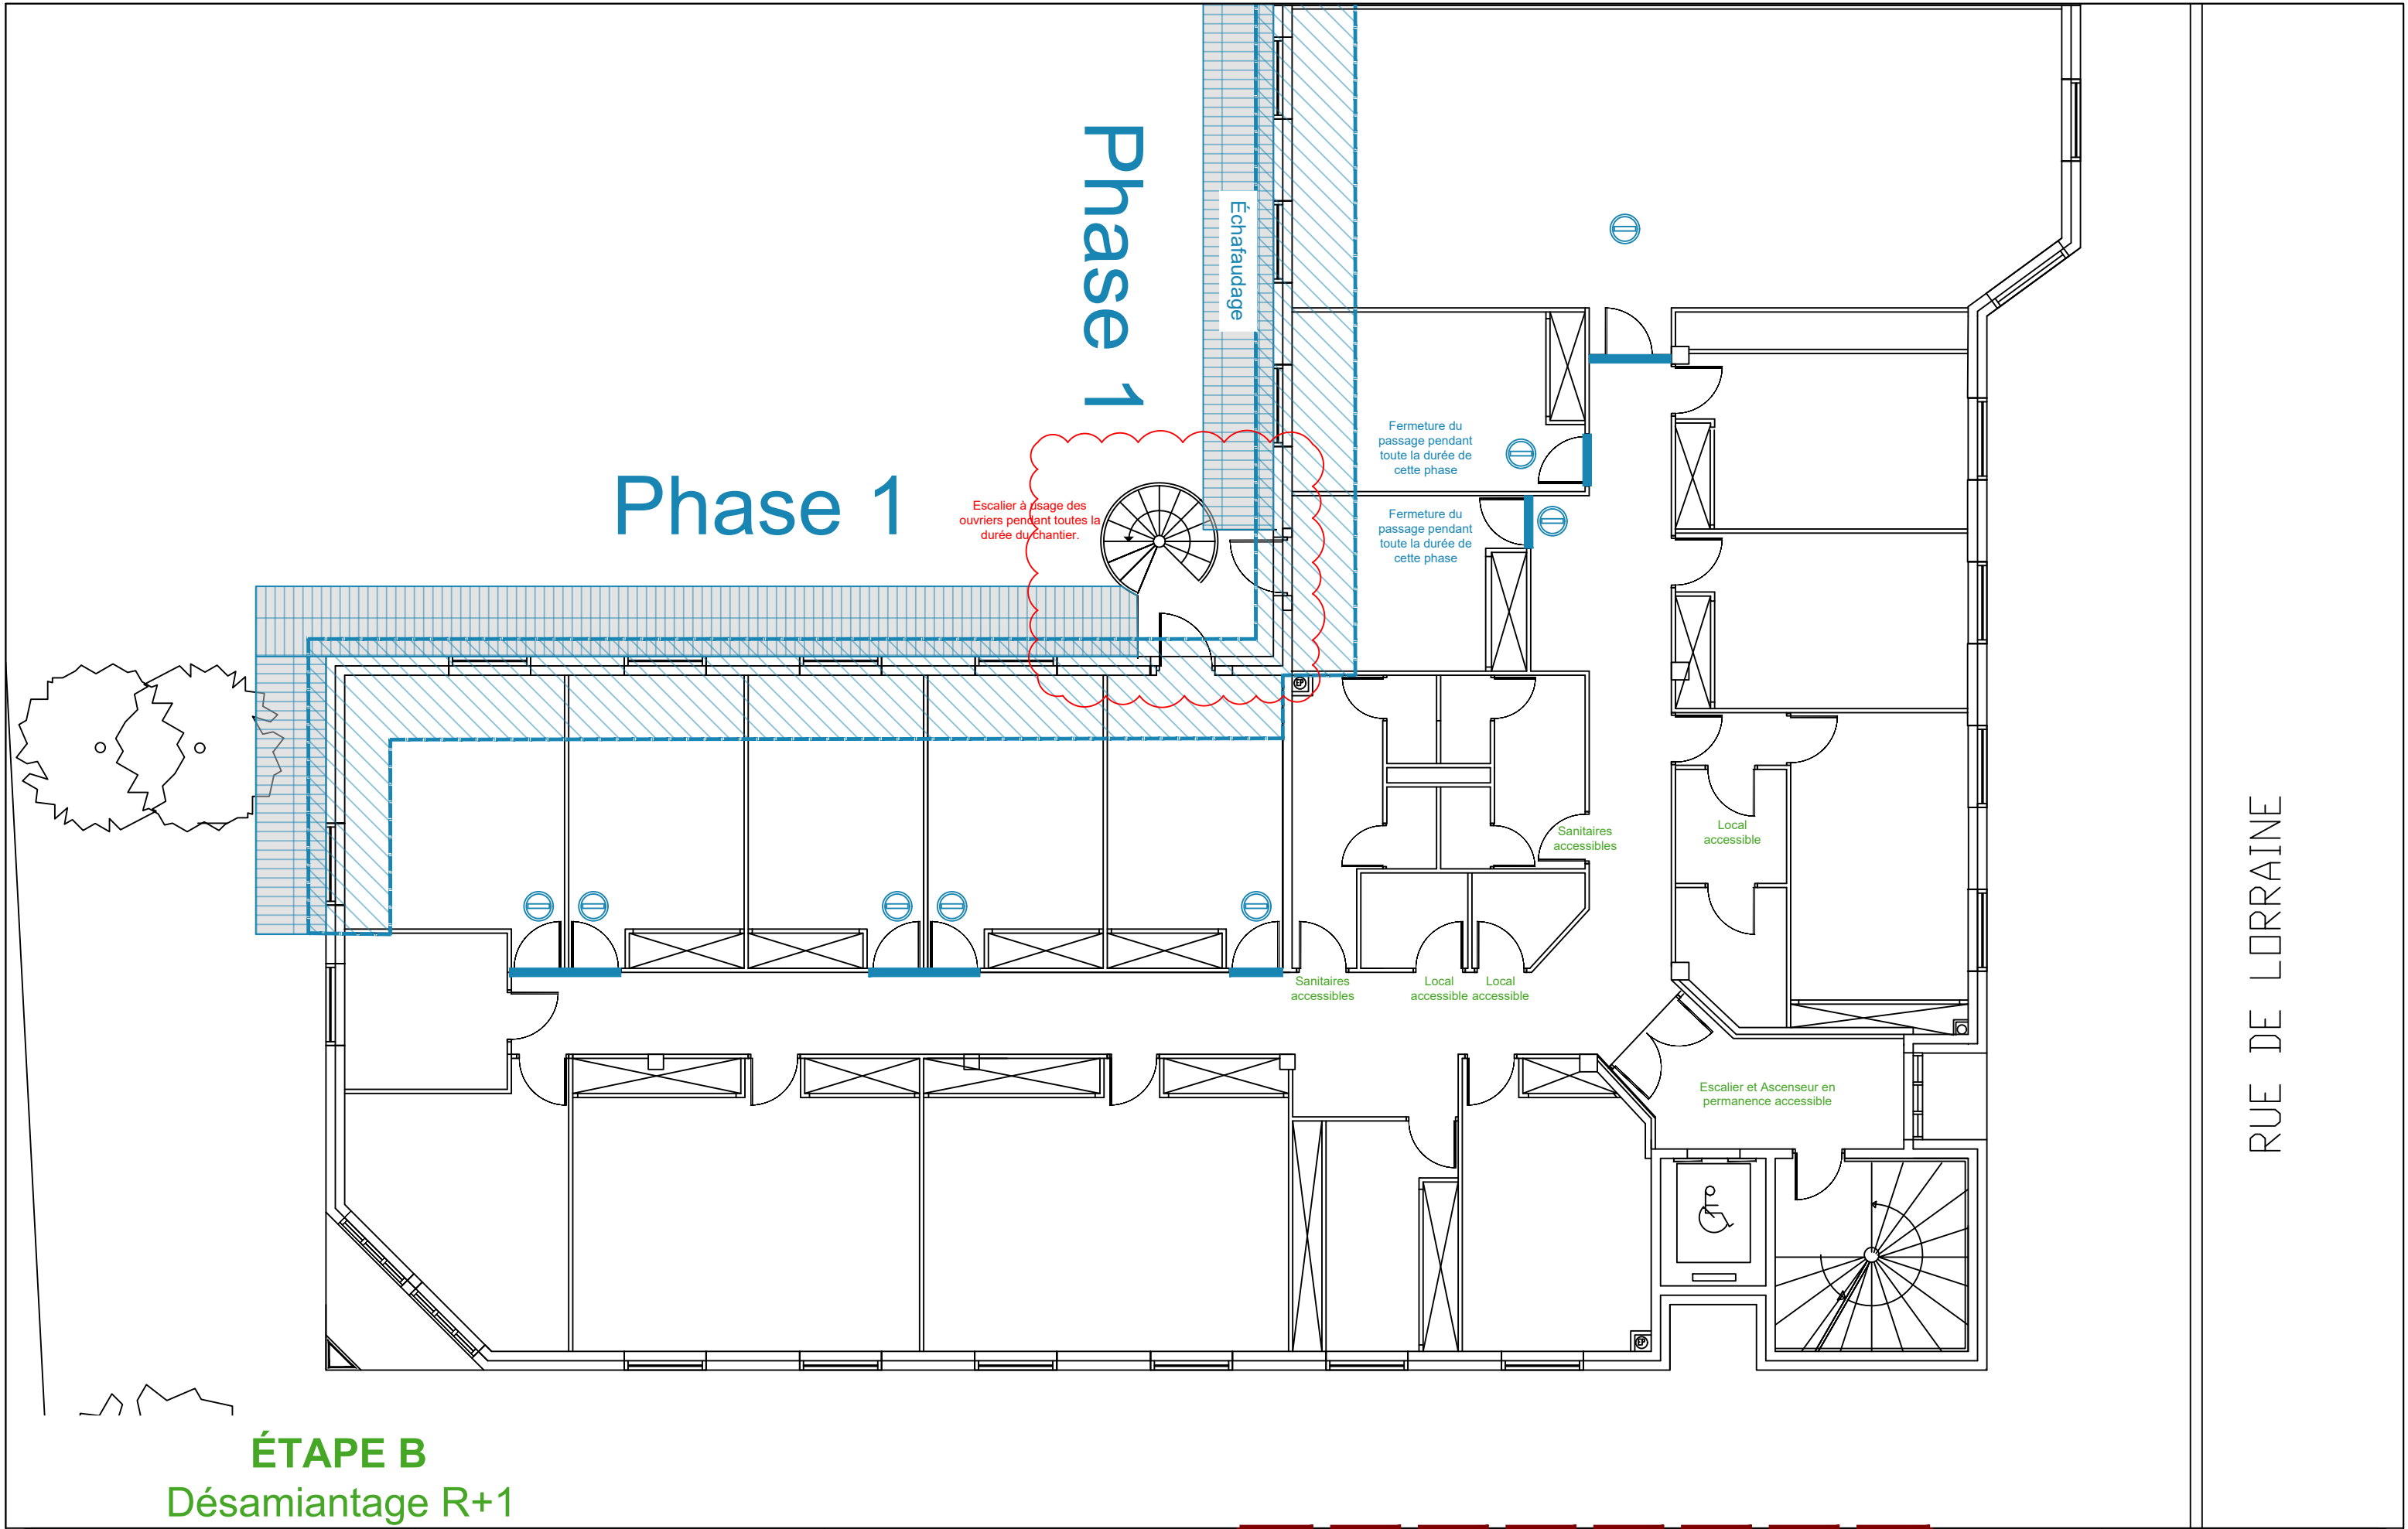 Phase 1
Échafaudage
Fermeture du
passage pendant
toute la durée de
cette phase
Phase 1
Escalier à usage des
ouvriers pendant toutes la
durée du chantier.
Fermeture du
passage pendant
toute la durée de
cette phase
EP
Sanitaires
accessibles
Local
accessible
RUE DE LORRAINE
Sanitaires
accessibles
Local
accessible
Local
accessible
Escalier et Ascenseur en
permanence accessible
EP
ÉTAPE B
Désamiantage R+1